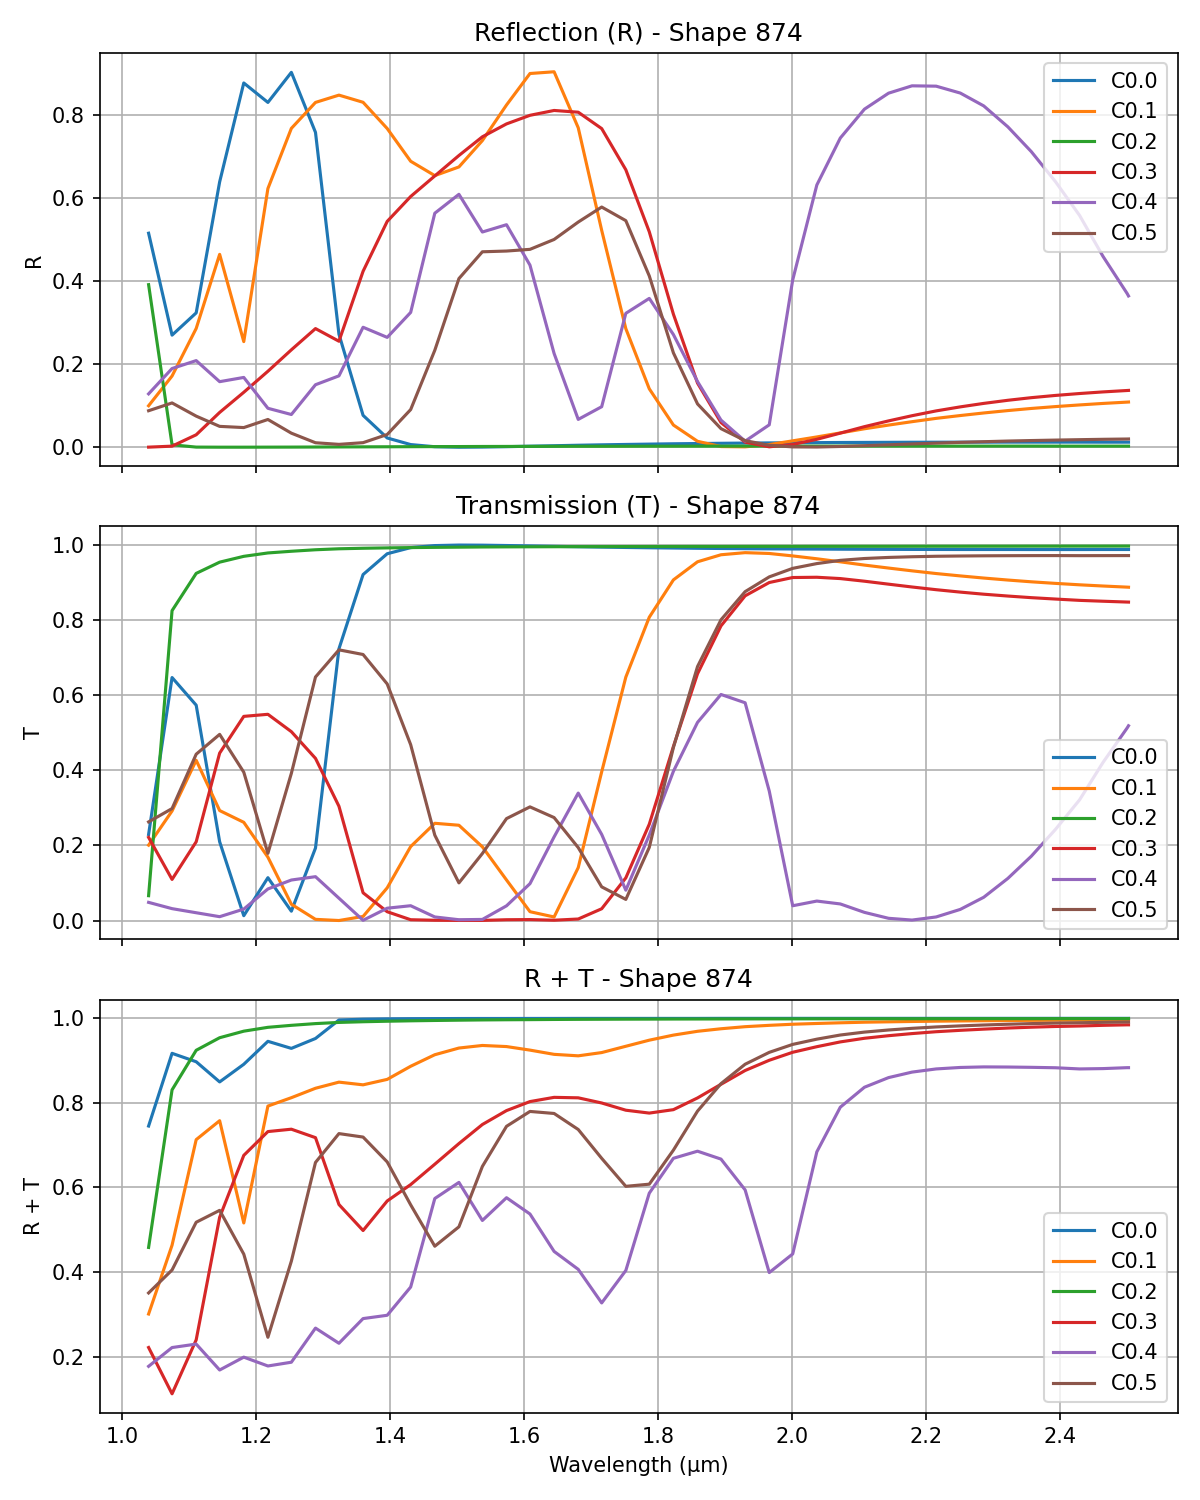 Reflection (R) - Shape 874
R
0.8
0.6
0.4
0.2
0.0
C0.0
C0.1
C0.2
C0.3
C0.4
C0.5
Transmission (T) - Shape 874
T
1.0
0.8
0.6
0.4
0.2
0.0
C0.0
C0.1
C0.2
C0.3
C0.4
C0.5
R + T - Shape 874
R + T
1.0
0.8
0.6
0.4
0.2
C0.0
C0.1
C0.2
C0.3
C0.4
C0.5
1.0 1.2 1.4 1.6 1.8 2.0 2.2 2.4
Wavelength (μm)